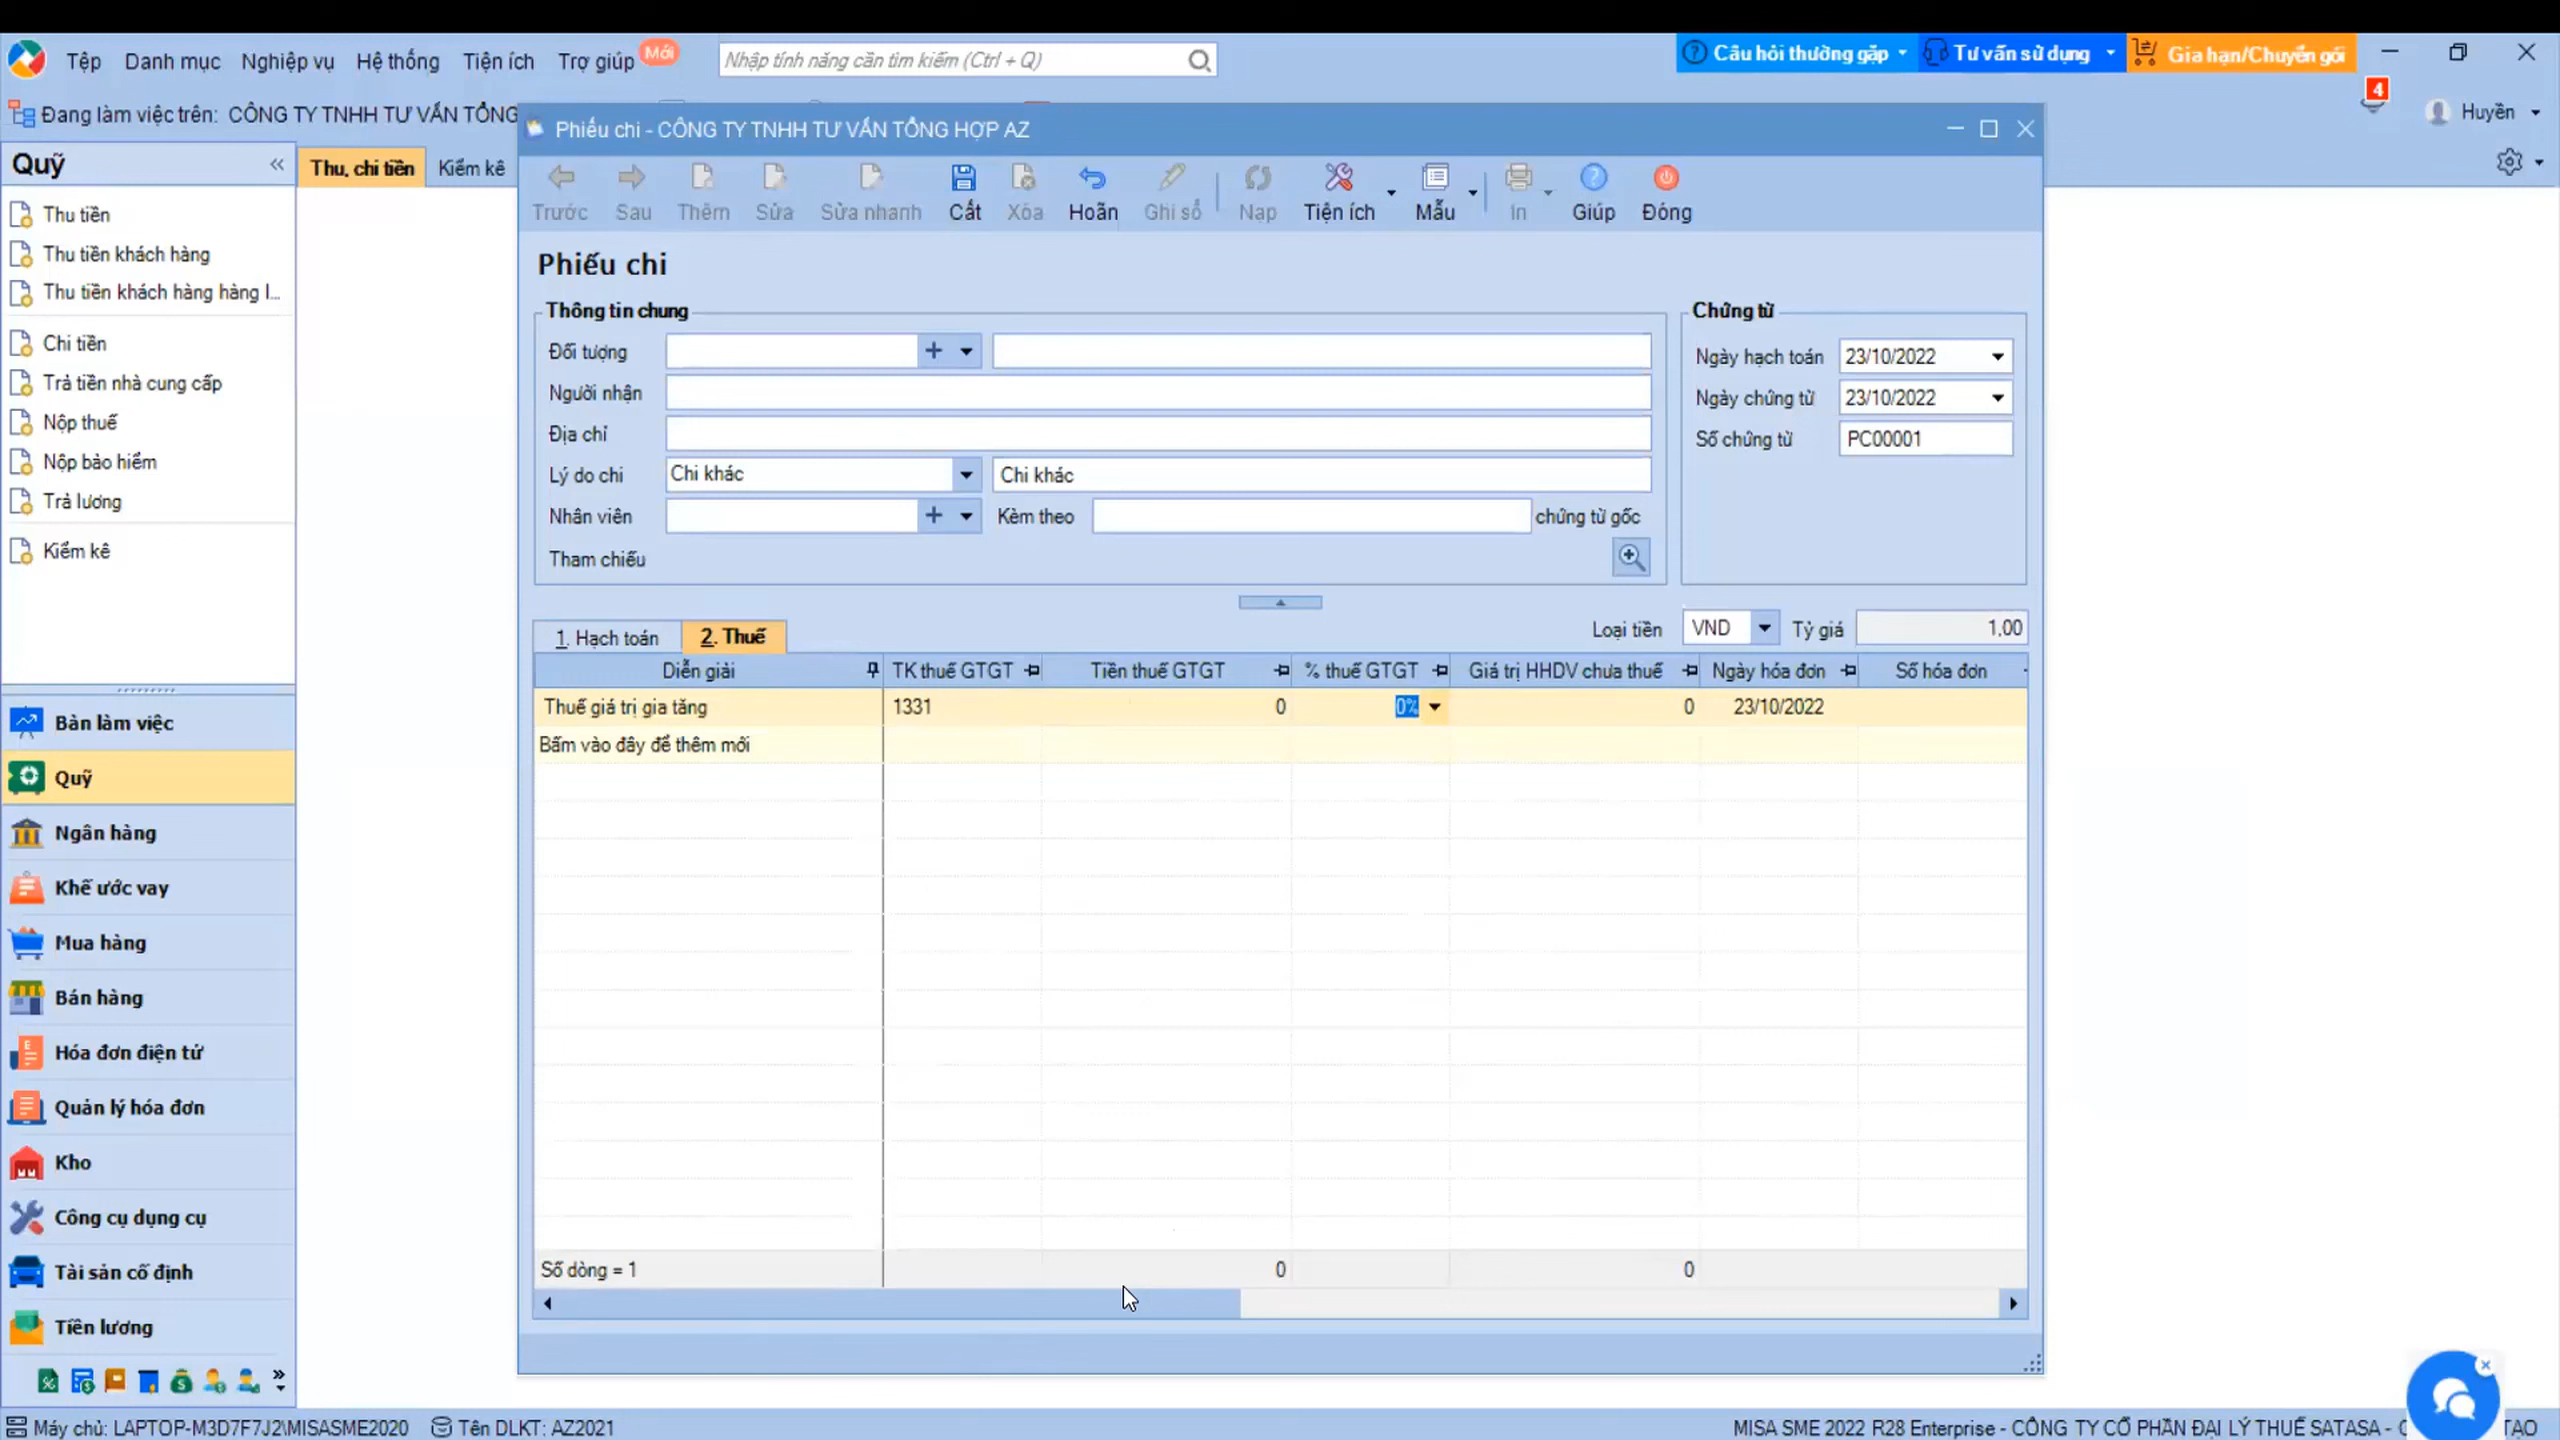 Tệp Danh mục Nghiệp vụ Hệ thống Tiện ích Trợ giúp Mới Nhập tính năng cần tìm kiếm (Ctrl + Q) Câu hỏi thường gặp Tư vấn sử dụng Gia hạn/Chuyển gói
4
Đang làm việc trên: CÔNG TY TNHH TƯ VẤN TỔNG Huyền
Phiếu chi - CÔNG TY TNHH TƯ VẤN TỔNG HỢP AZ
Quỹ
Thu, chi tiền Kiểm kê
Trước Sau Thêm Sửa Sửa nhanh Cất Xóa Hoãn Ghi sổ Nạp Tiện ích Mẫu In Giúp Đóng
Thu tiền
Thu tiền khách hàng
Thu tiền khách hàng hàng l...
Chi tiền
Trả tiền nhà cung cấp
Nộp thuế
Nộp bảo hiểm
Trả lương
Kiểm kê
Phiếu chi
Thông tin chung
Đối tượng
Người nhận
Địa chỉ
Lý do chi Chi khác Chi khác
Nhân viên Kèm theo chứng từ gốc
Tham chiếu
Chứng từ
Ngày hạch toán 23/10/2022
Ngày chứng từ 23/10/2022
Số chứng từ PC00001
1. Hạch toán 2. Thuế
Loại tiền VND Tỷ giá 1.00
Diễn giải TK thuế GTGT Tiền thuế GTGT % thuế GTGT Giá trị HHDV chưa thuế Ngày hóa đơn Số hóa đơn
Thuế giá trị gia tăng 1331 0 0% 0 23/10/2022
Bấm vào đây để thêm mới
Số dòng = 1 0 0
Bàn làm việc
Quỹ
Ngân hàng
Khế ước vay
Mua hàng
Bán hàng
Hóa đơn điện tử
Quản lý hóa đơn
Kho
Công cụ dụng cụ
Tài sản cố định
Tiền lương
Máy chủ: LAPTOP-M3D7F7J2\MISASME2020 Tên DLKT: AZ2021
MISA SME 2022 R28 Enterprise - CÔNG TY CỔ PHẦN ĐẠI LÝ THUẾ SATASA -
TẠO